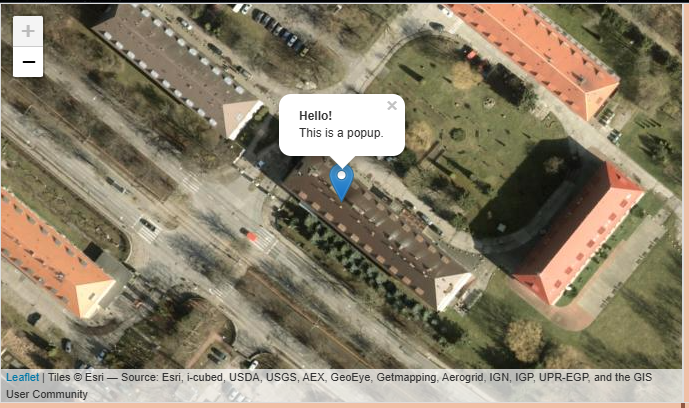 +
−
×
Hello!
This is a popup.
Leaflet | Tiles © Esri — Source: Esri, i-cubed, USDA, USGS, AEX, GeoEye, Getmapping, Aerogrid, IGN, IGP, UPR-EGP, and the GIS
User Community